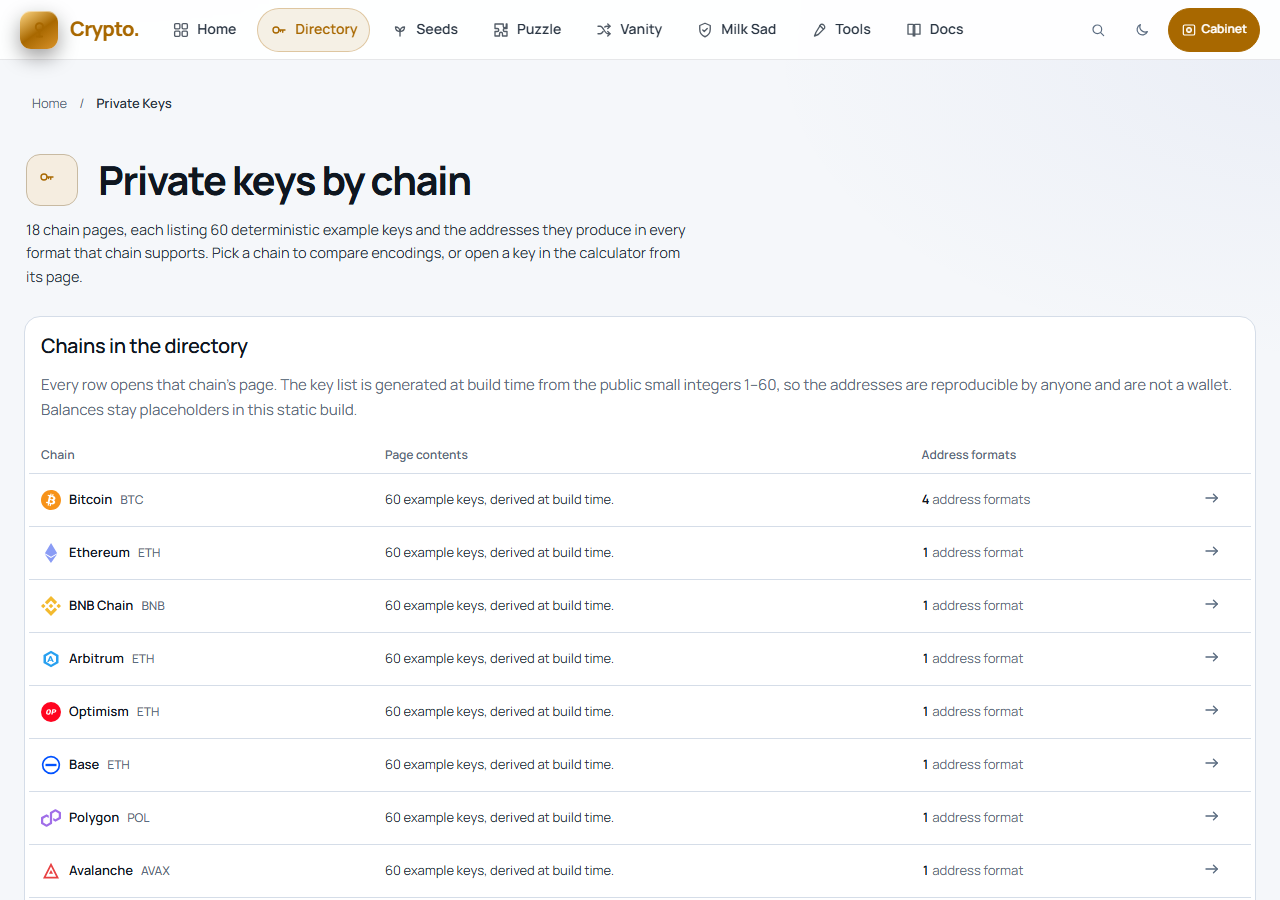 Crypto.
Home
Directory
Seeds
Puzzle
Vanity
Milk Sad
Tools
Docs
Cabinet
Home / Private Keys
Private keys by chain
18 chain pages, each listing 60 deterministic example keys and the addresses they produce in every
format that chain supports. Pick a chain to compare encodings, or open a key in the calculator from
its page.
Chains in the directory
Every row opens that chain's page. The key list is generated at build time from the public small integers 1–60, so the addresses are reproducible by anyone and are not a wallet.
Balances stay placeholders in this static build.
Chain Page contents Address formats
Bitcoin BTC 60 example keys, derived at build time. 4 address formats
Ethereum ETH 60 example keys, derived at build time. 1 address format
BNB Chain BNB 60 example keys, derived at build time. 1 address format
Arbitrum ETH 60 example keys, derived at build time. 1 address format
OP Optimism ETH 60 example keys, derived at build time. 1 address format
Base ETH 60 example keys, derived at build time. 1 address format
Polygon POL 60 example keys, derived at build time. 1 address format
Avalanche AVAX 60 example keys, derived at build time. 1 address format